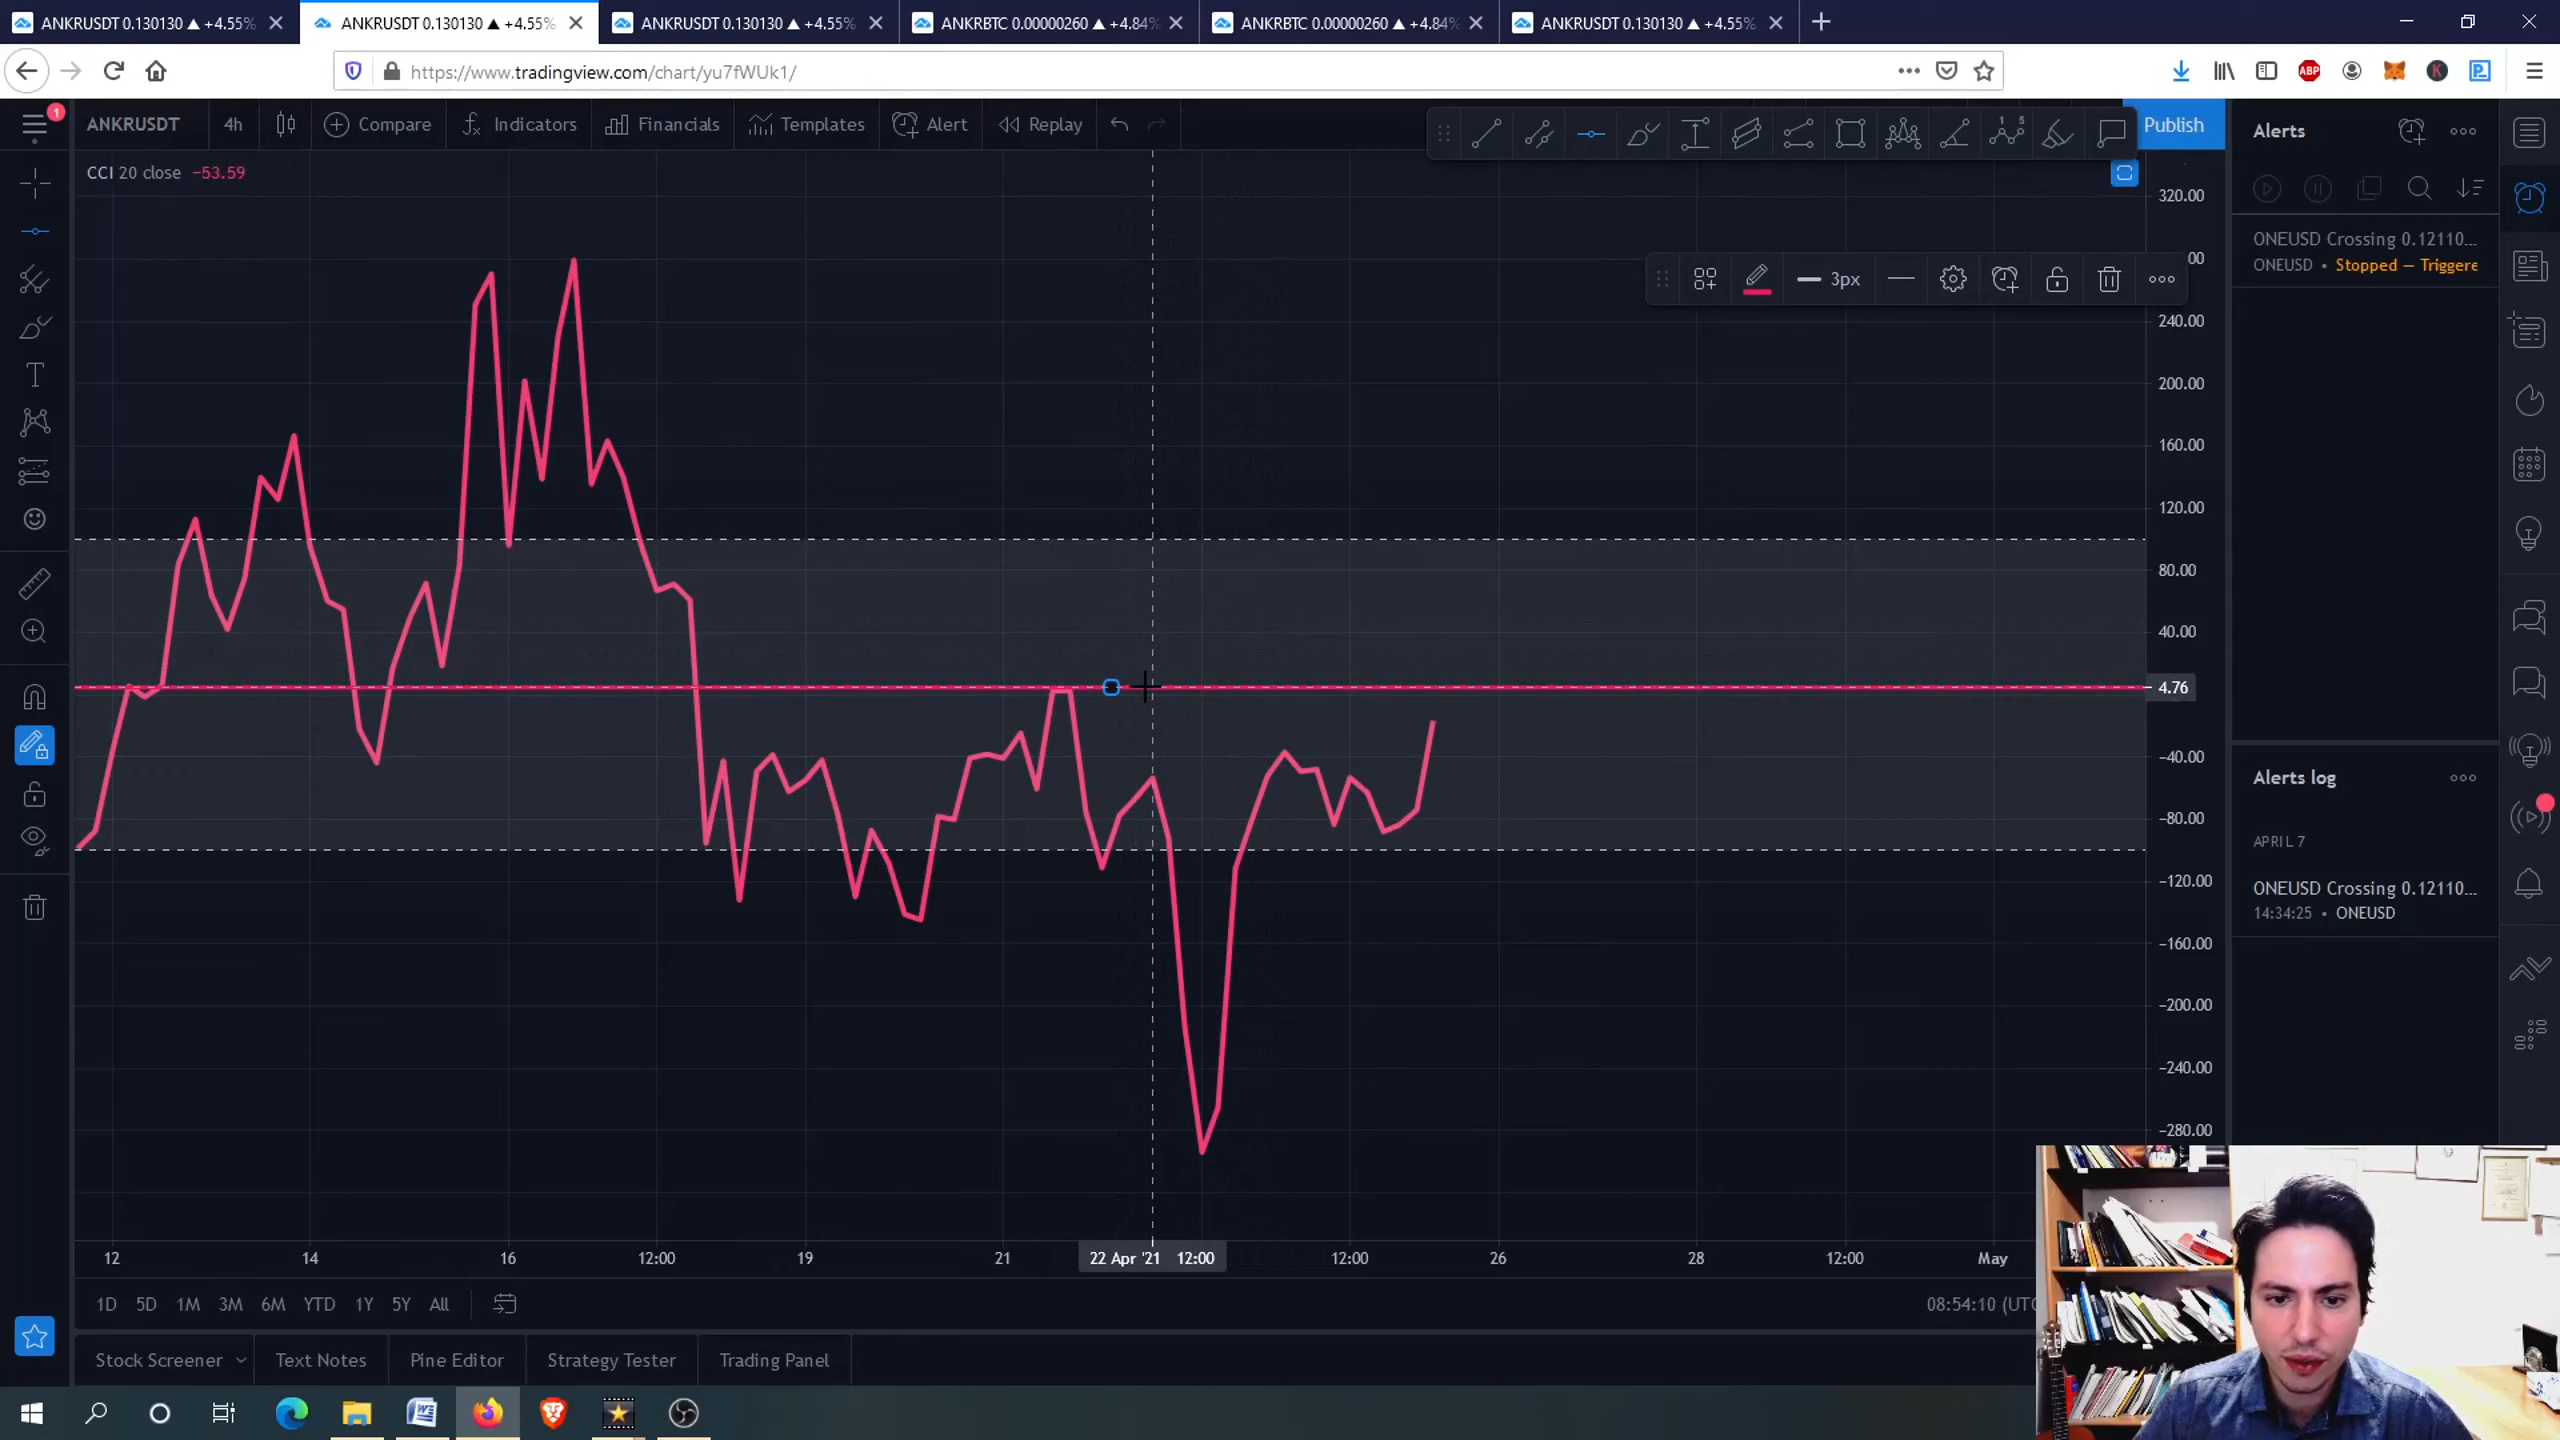 ANKRUSDT 0.130130 ▲ +4.55%
ANKRUSDT 0.130130 ▲ +4.55%
ANKRUSDT 0.130130 ▲ +4.55%
ANKRBTC 0.00000260 ▲ +4.84%
ANKRBTC 0.00000260 ▲ +4.84%
ANKRUSDT 0.130130 ▲ +4.55%
https://www.tradingview.com/chart/yu7fWUk1/
ABP
K
1
ANKRUSDT
4h
Compare
Indicators
Financials
Templates
Alert
Replay
Publish
CCI 20 close −53.59
3px
320.00
00
240.00
200.00
160.00
120.00
80.00
40.00
4.76
−40.00
−80.00
−120.00
−160.00
−200.00
−240.00
−280.00
12
14
16
12:00
19
21
22 Apr '21 12:00
12:00
26
28
12:00
May
1D 5D 1M 3M 6M YTD 1Y 5Y All
08:54:10 (UTC
Stock Screener
Text Notes
Pine Editor
Strategy Tester
Trading Panel
Alerts
ONEUSD Crossing 0.12110...
ONEUSD • Stopped — Triggere
Alerts log
APRIL 7
ONEUSD Crossing 0.12110...
14:34:25 • ONEUSD